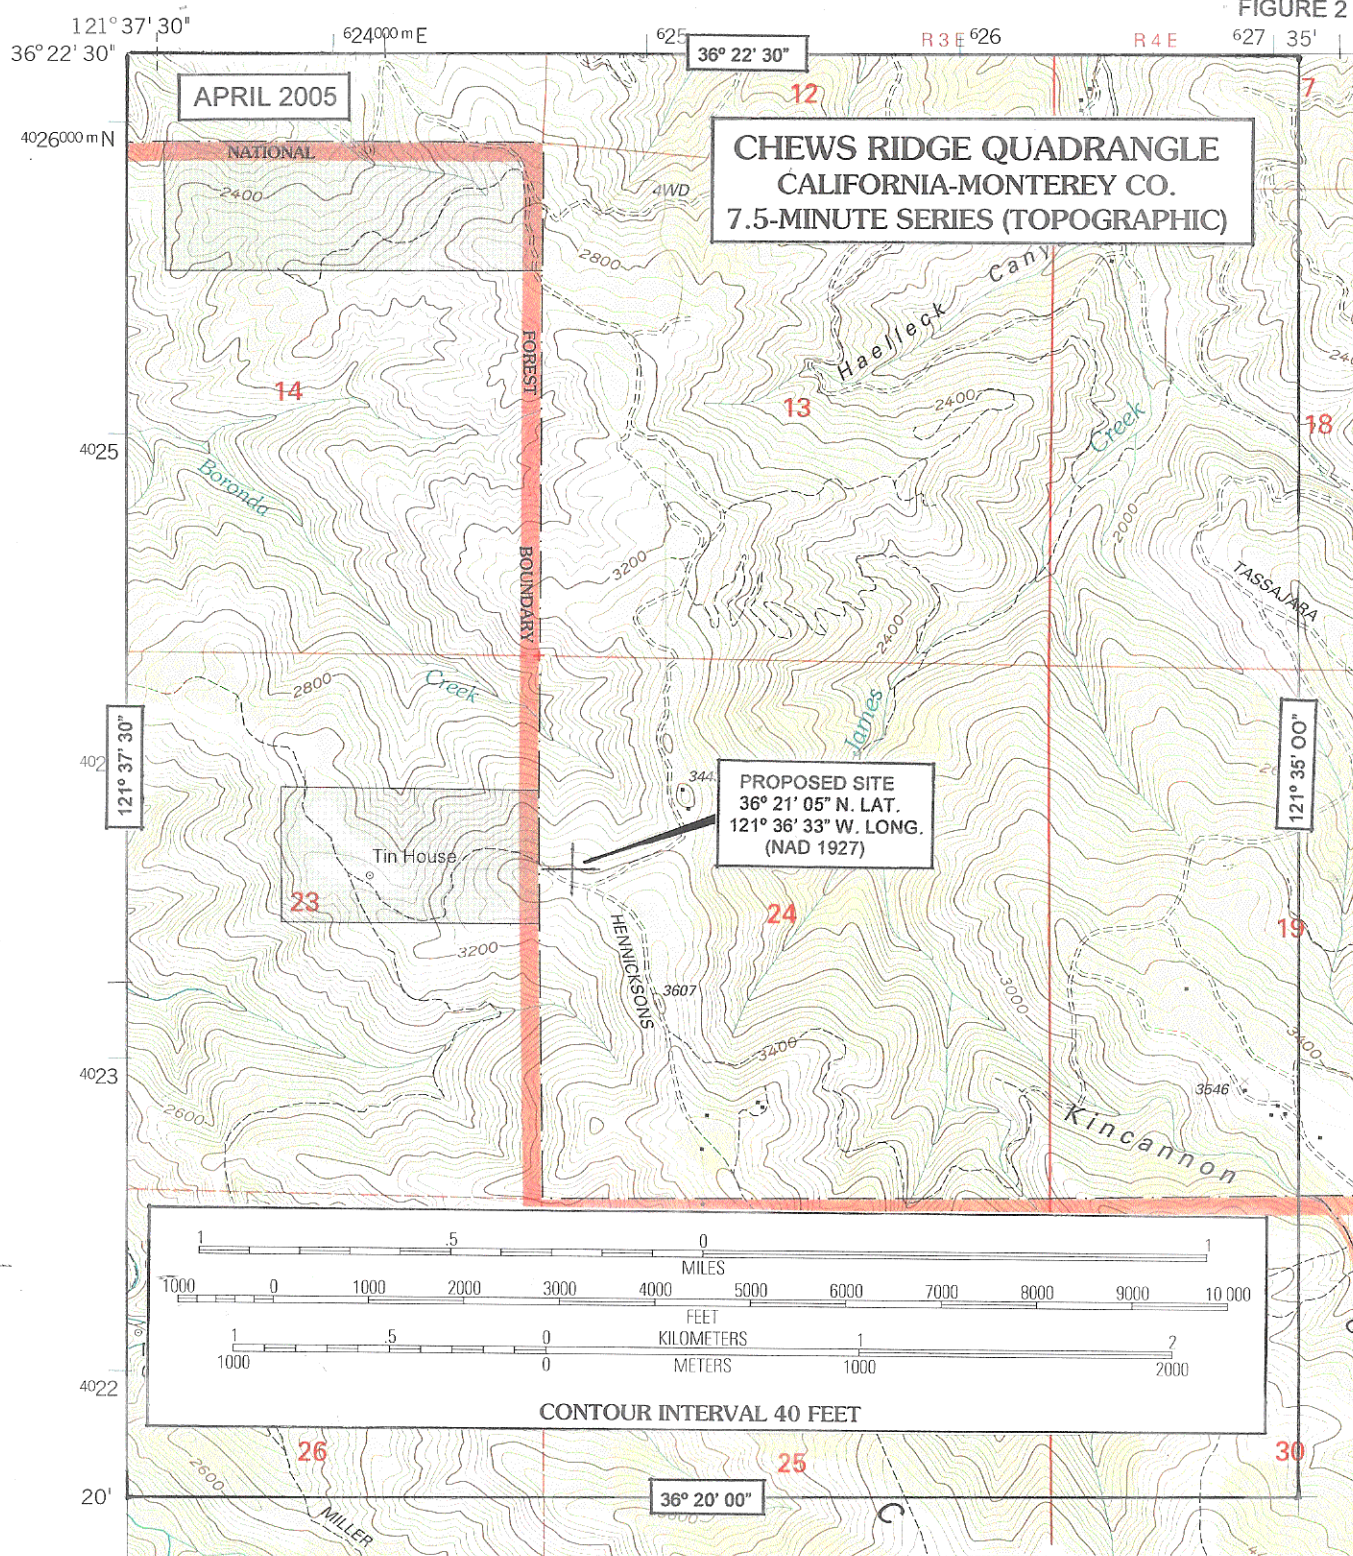 FIGURE 2
121° 37' 30"
624000 m E
625
R 3 E
626
R 4 E
627
35'
36° 22' 30"
36° 22' 30"
APRIL 2005
12
7
4026000 m N
NATIONAL
CHEWS RIDGE QUADRANGLE
CALIFORNIA-MONTEREY CO.
7.5-MINUTE SERIES (TOPOGRAPHIC)
2400
4WD
2800
Haelleck Cany
FOREST
14
13
2400
18
Creek
4025
Boronda
2000
3200
BOUNDARY
TASSAJARA
2400
Creek
2800
James
121° 37' 30"
402
344
PROPOSED SITE
36° 21' 05" N. LAT.
121° 36' 33" W. LONG.
(NAD 1927)
121° 35' OO"
Tin House
23
24
19
HENNICKSONS
3200
3607
3000
3400
3400
4023
3546
2600
Kincannon
1 .5 0 1
MILES
1000 0 1000 2000 3000 4000 5000 6000 7000 8000 9000 10 000
FEET
1 .5 0 KILOMETERS 1 2
1000 0 METERS 1000 2000
4022
CONTOUR INTERVAL 40 FEET
26
25
30
2600
20'
36° 20' 00"
MILLER
C